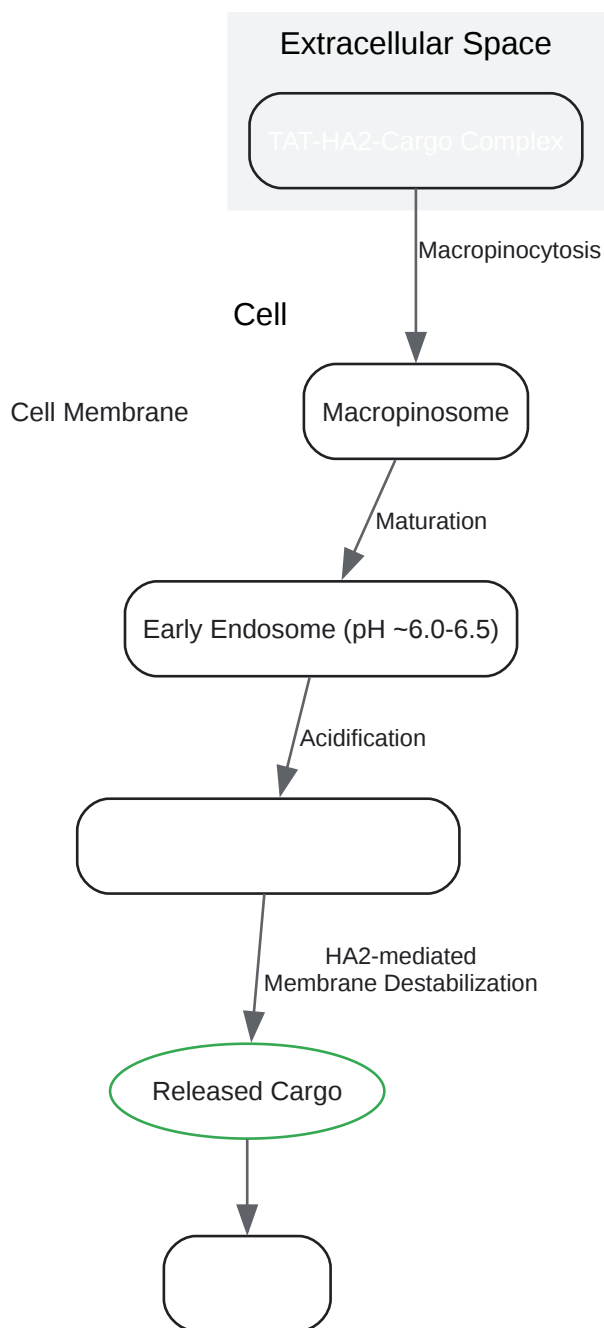 Extracellular Space
TAT-HA2-Cargo Complex
Macropinocytosis
Cell
Cell Membrane
Macropinosome
Maturation
Early Endosome (pH ~6.0-6.5)
Acidification
HA2-mediated
Membrane Destabilization
Released Cargo